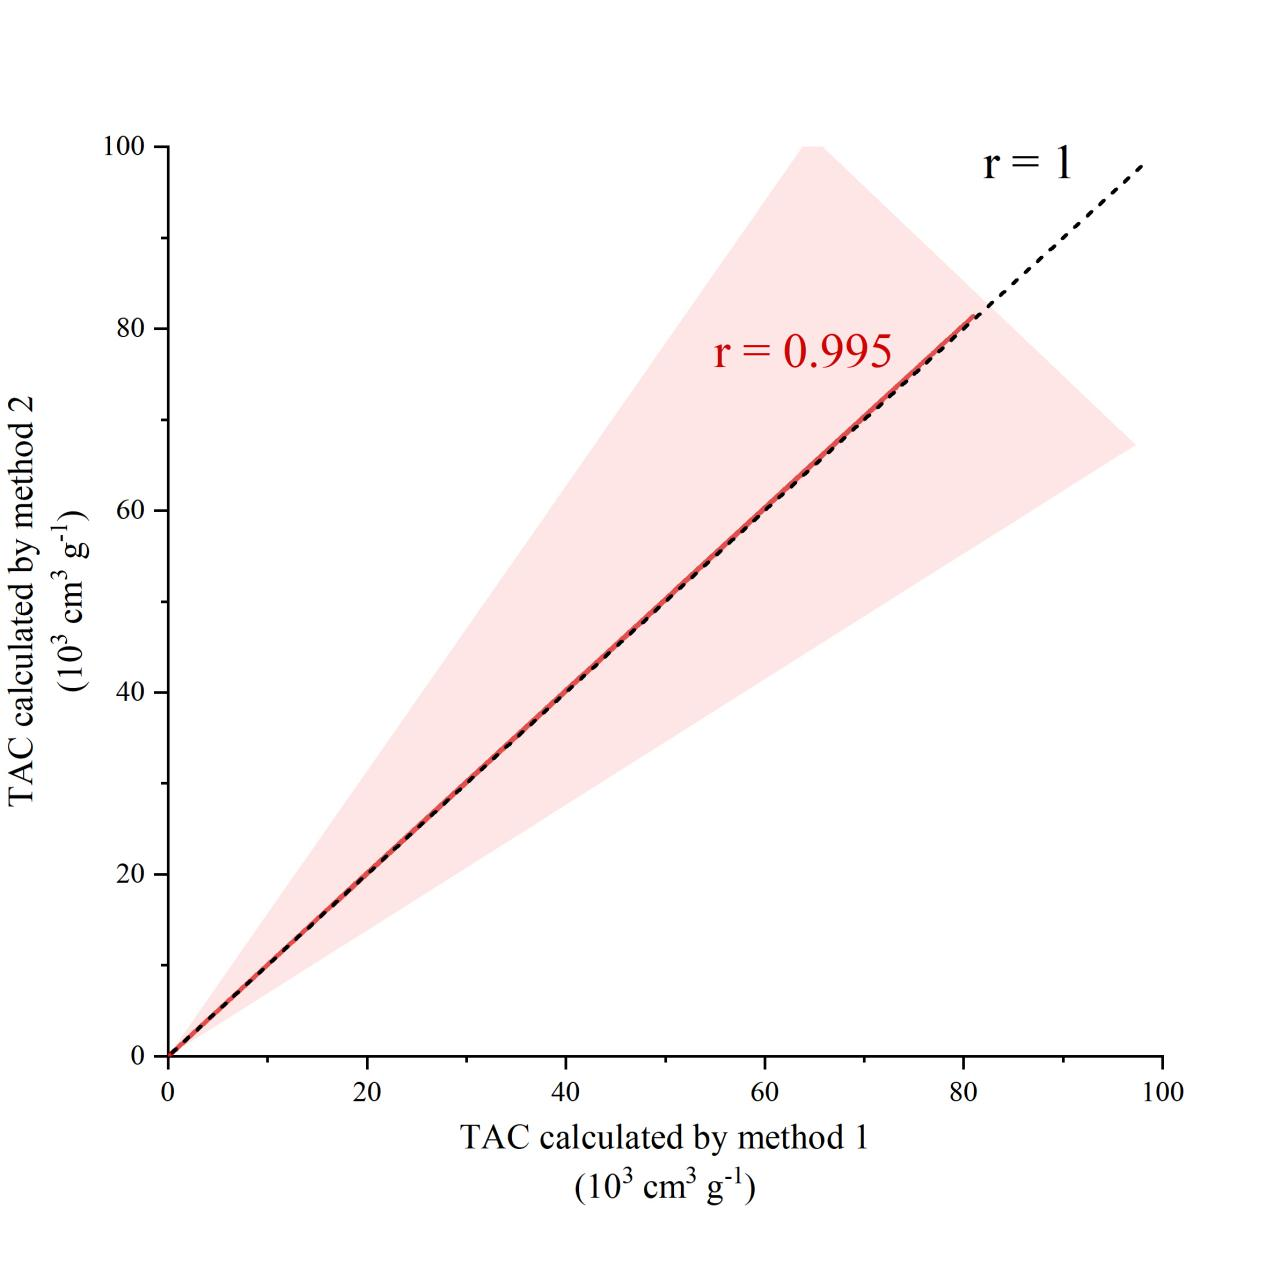 100
80
60
40
20
0
TAC calculated by method 2
(10³ cm³ g⁻¹)
r = 1
r = 0.995
0 20 40 60 80 100
TAC calculated by method 1
(10³ cm³ g⁻¹)